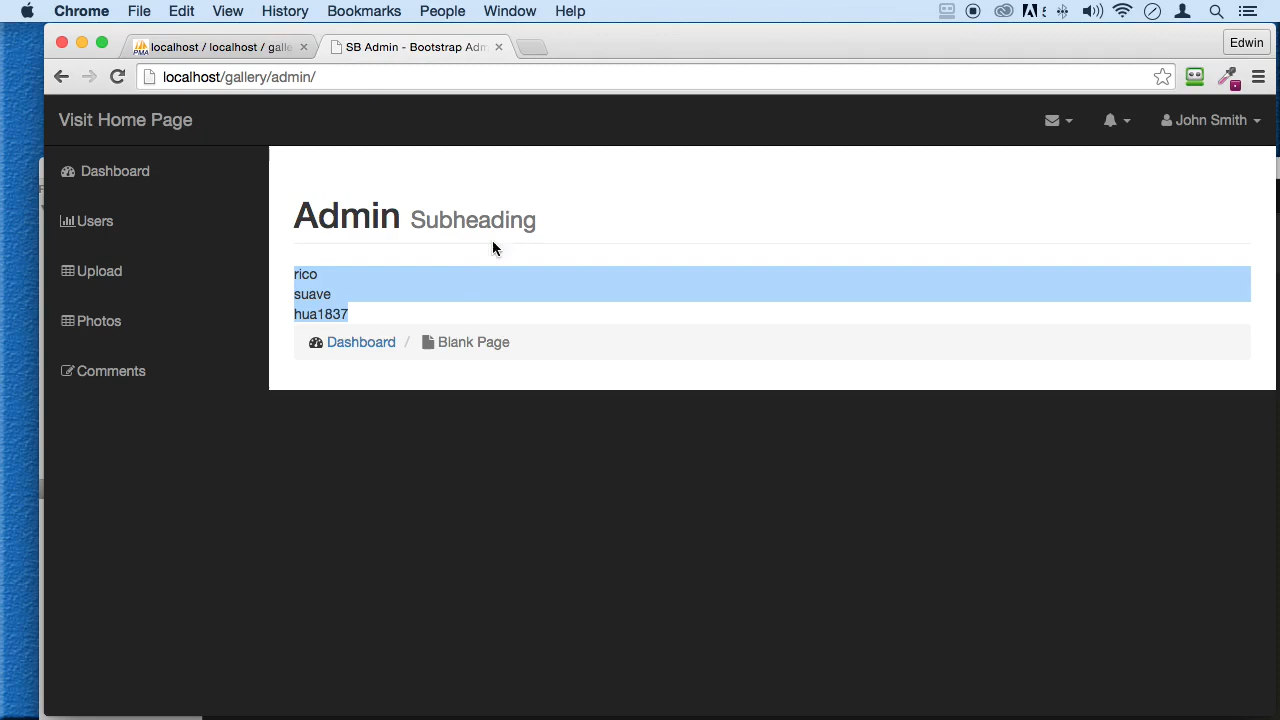 Chrome File Edit View History Bookmarks People Window Help
localhost / localhost / galle
SB Admin - Bootstrap Adm
Edwin
localhost/gallery/admin/
Visit Home Page
John Smith
Dashboard
Users
Upload
Photos
Comments
Admin Subheading
rico
suave
hua1837
Dashboard / Blank Page